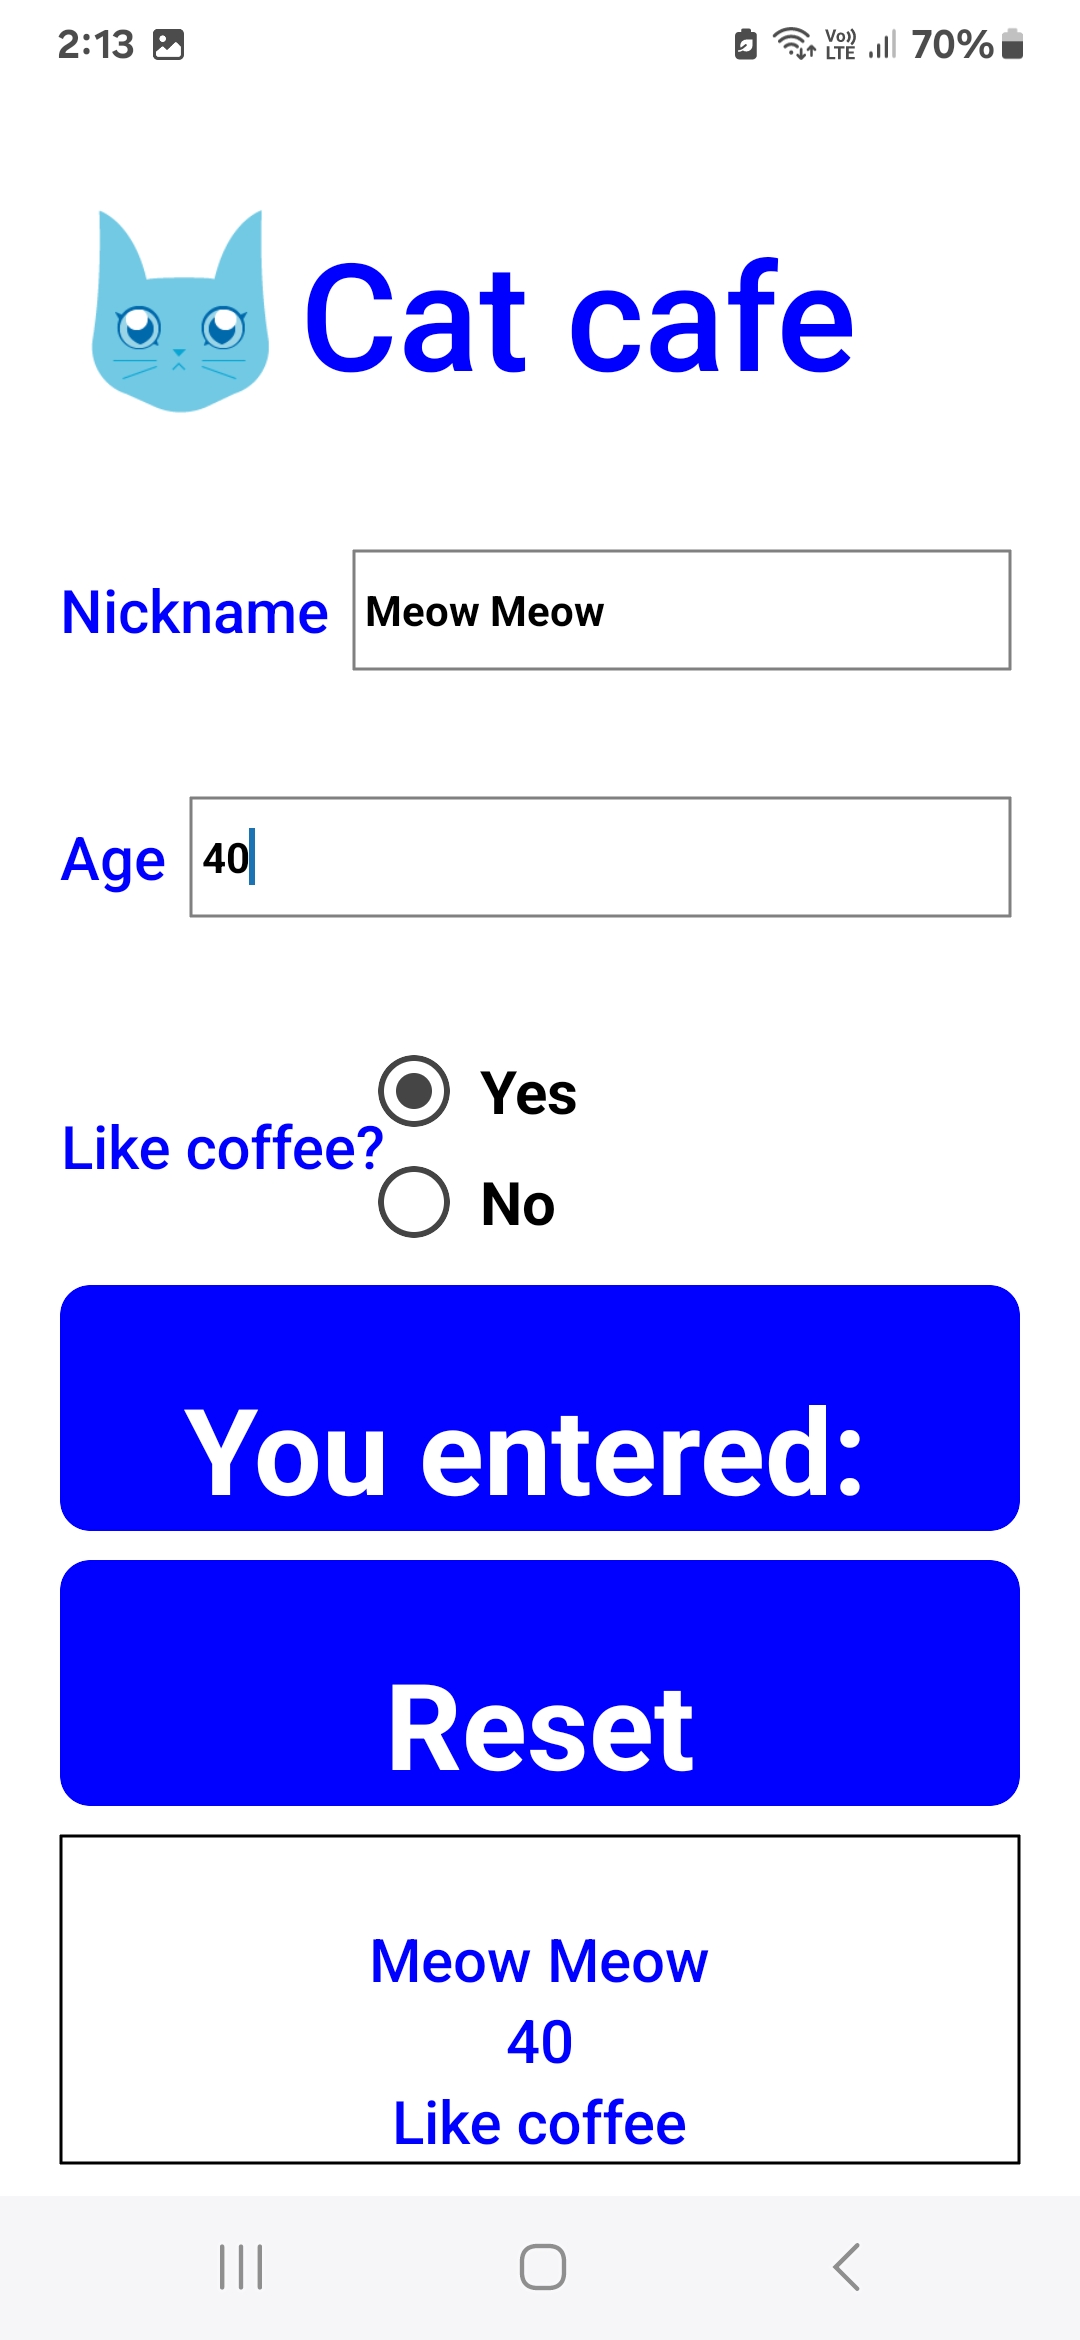 2:13
Vo)) LTE 70%
Cat cafe
Nickname Meow Meow
Age 40
Like coffee?
Yes
No
You entered:
Reset
Meow Meow
40
Like coffee